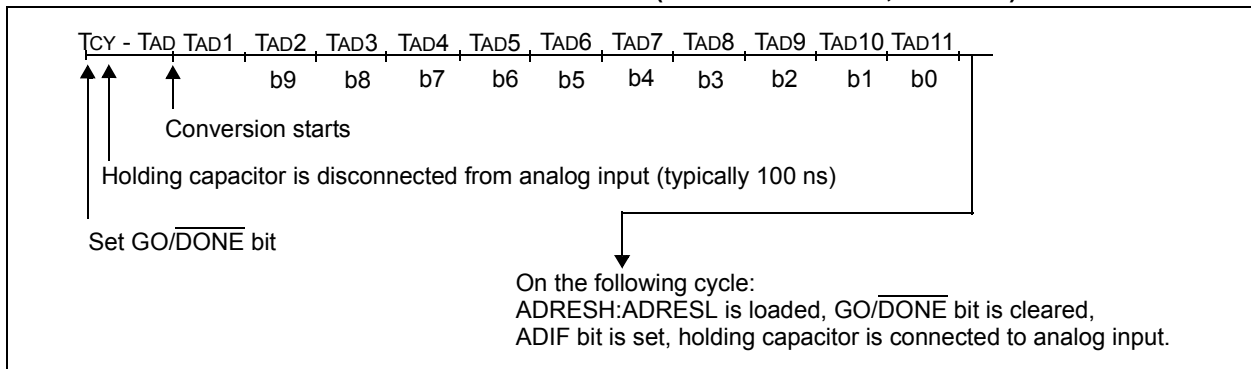 TCY - TAD TAD1 TAD2 TAD3 TAD4 TAD5 TAD6 TAD7 TAD8 TAD9 TAD10 TAD11
b9 b8 b7 b6 b5 b4 b3 b2 b1 b0
Conversion starts
Holding capacitor is disconnected from analog input (typically 100 ns)
Set GO/DONE bit
On the following cycle:
ADRESH:ADRESL is loaded, GO/DONE bit is cleared,
ADIF bit is set, holding capacitor is connected to analog input.